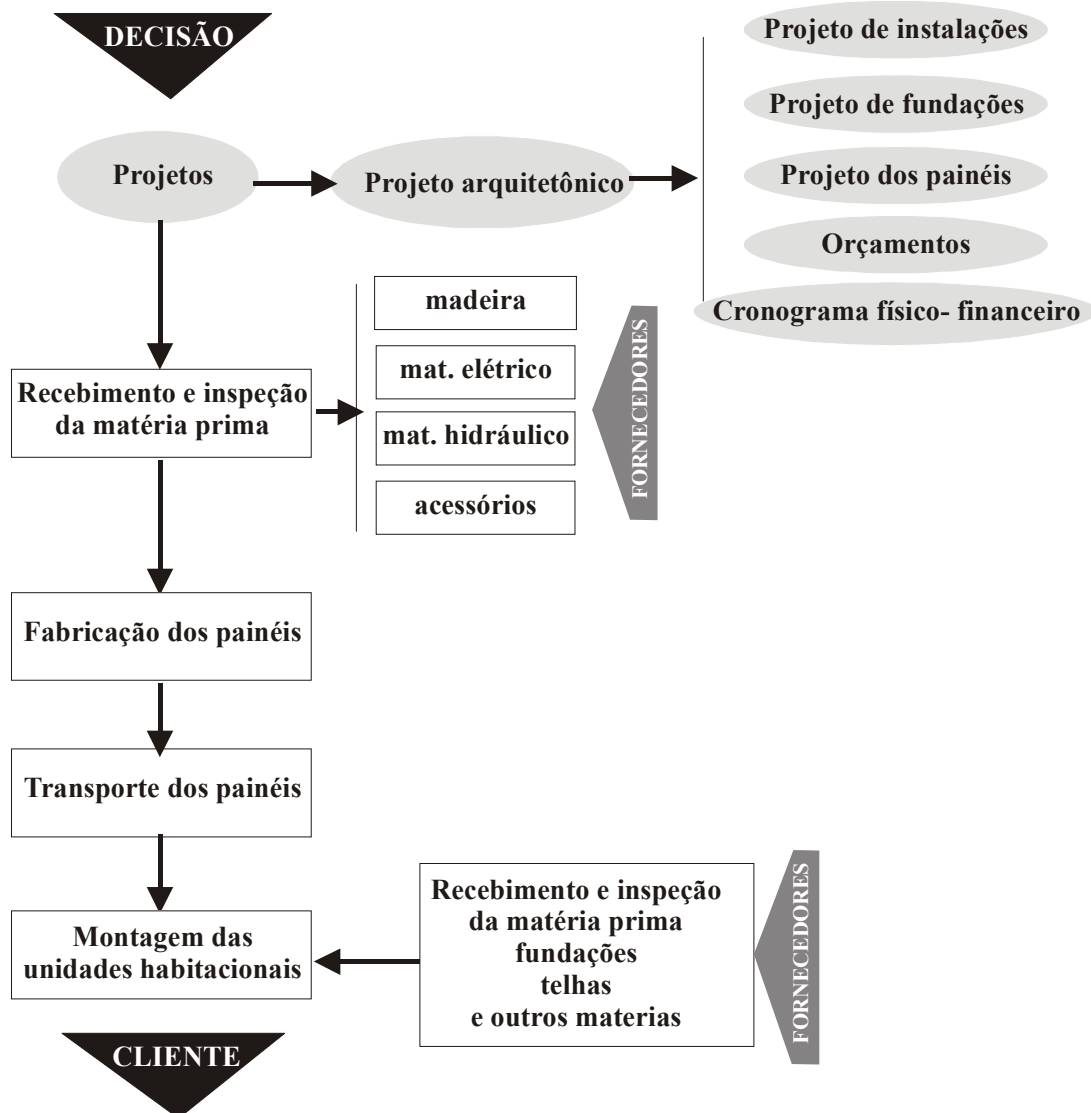 DECISÃO
Projeto de instalações
Projeto de fundações
Projetos
Projeto arquitetônico
Projeto dos painéis
Orçamentos
Cronograma físico- financeiro
madeira
mat. elétrico
mat. hidráulico
acessórios
FORNECEDORES
Recebimento e inspeção
da matéria prima
Fabricação dos painéis
Transporte dos painéis
Montagem das
unidades habitacionais
Recebimento e inspeção
da matéria prima
fundações
telhas
e outros materias
FORNECEDORES
CLIENTE